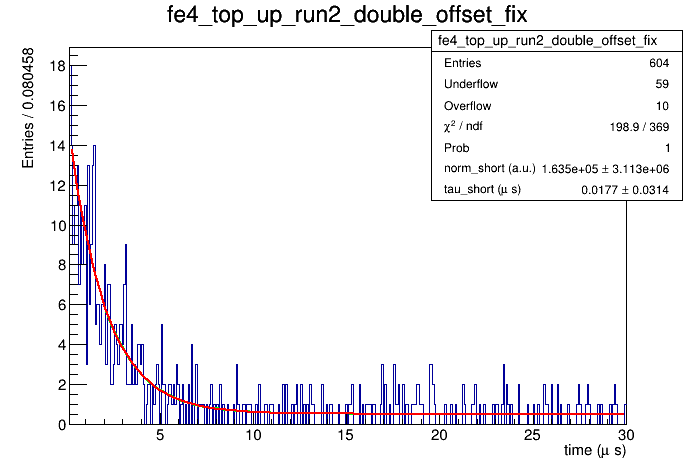 fe4_top_up_run2_double_offset_fix
fe4_top_up_run2_double_offset_fix
Entries 604
Underflow 59
Overflow 10
χ² / ndf 198.9 / 369
Prob 1
norm_short (a.u.) 1.635e+05 ± 3.113e+06
tau_short (μ s) 0.0177 ± 0.0314
Entries / 0.080458
18
16
14
12
10
8
6
4
2
0
5 10 15 20 25 30
time (μ s)